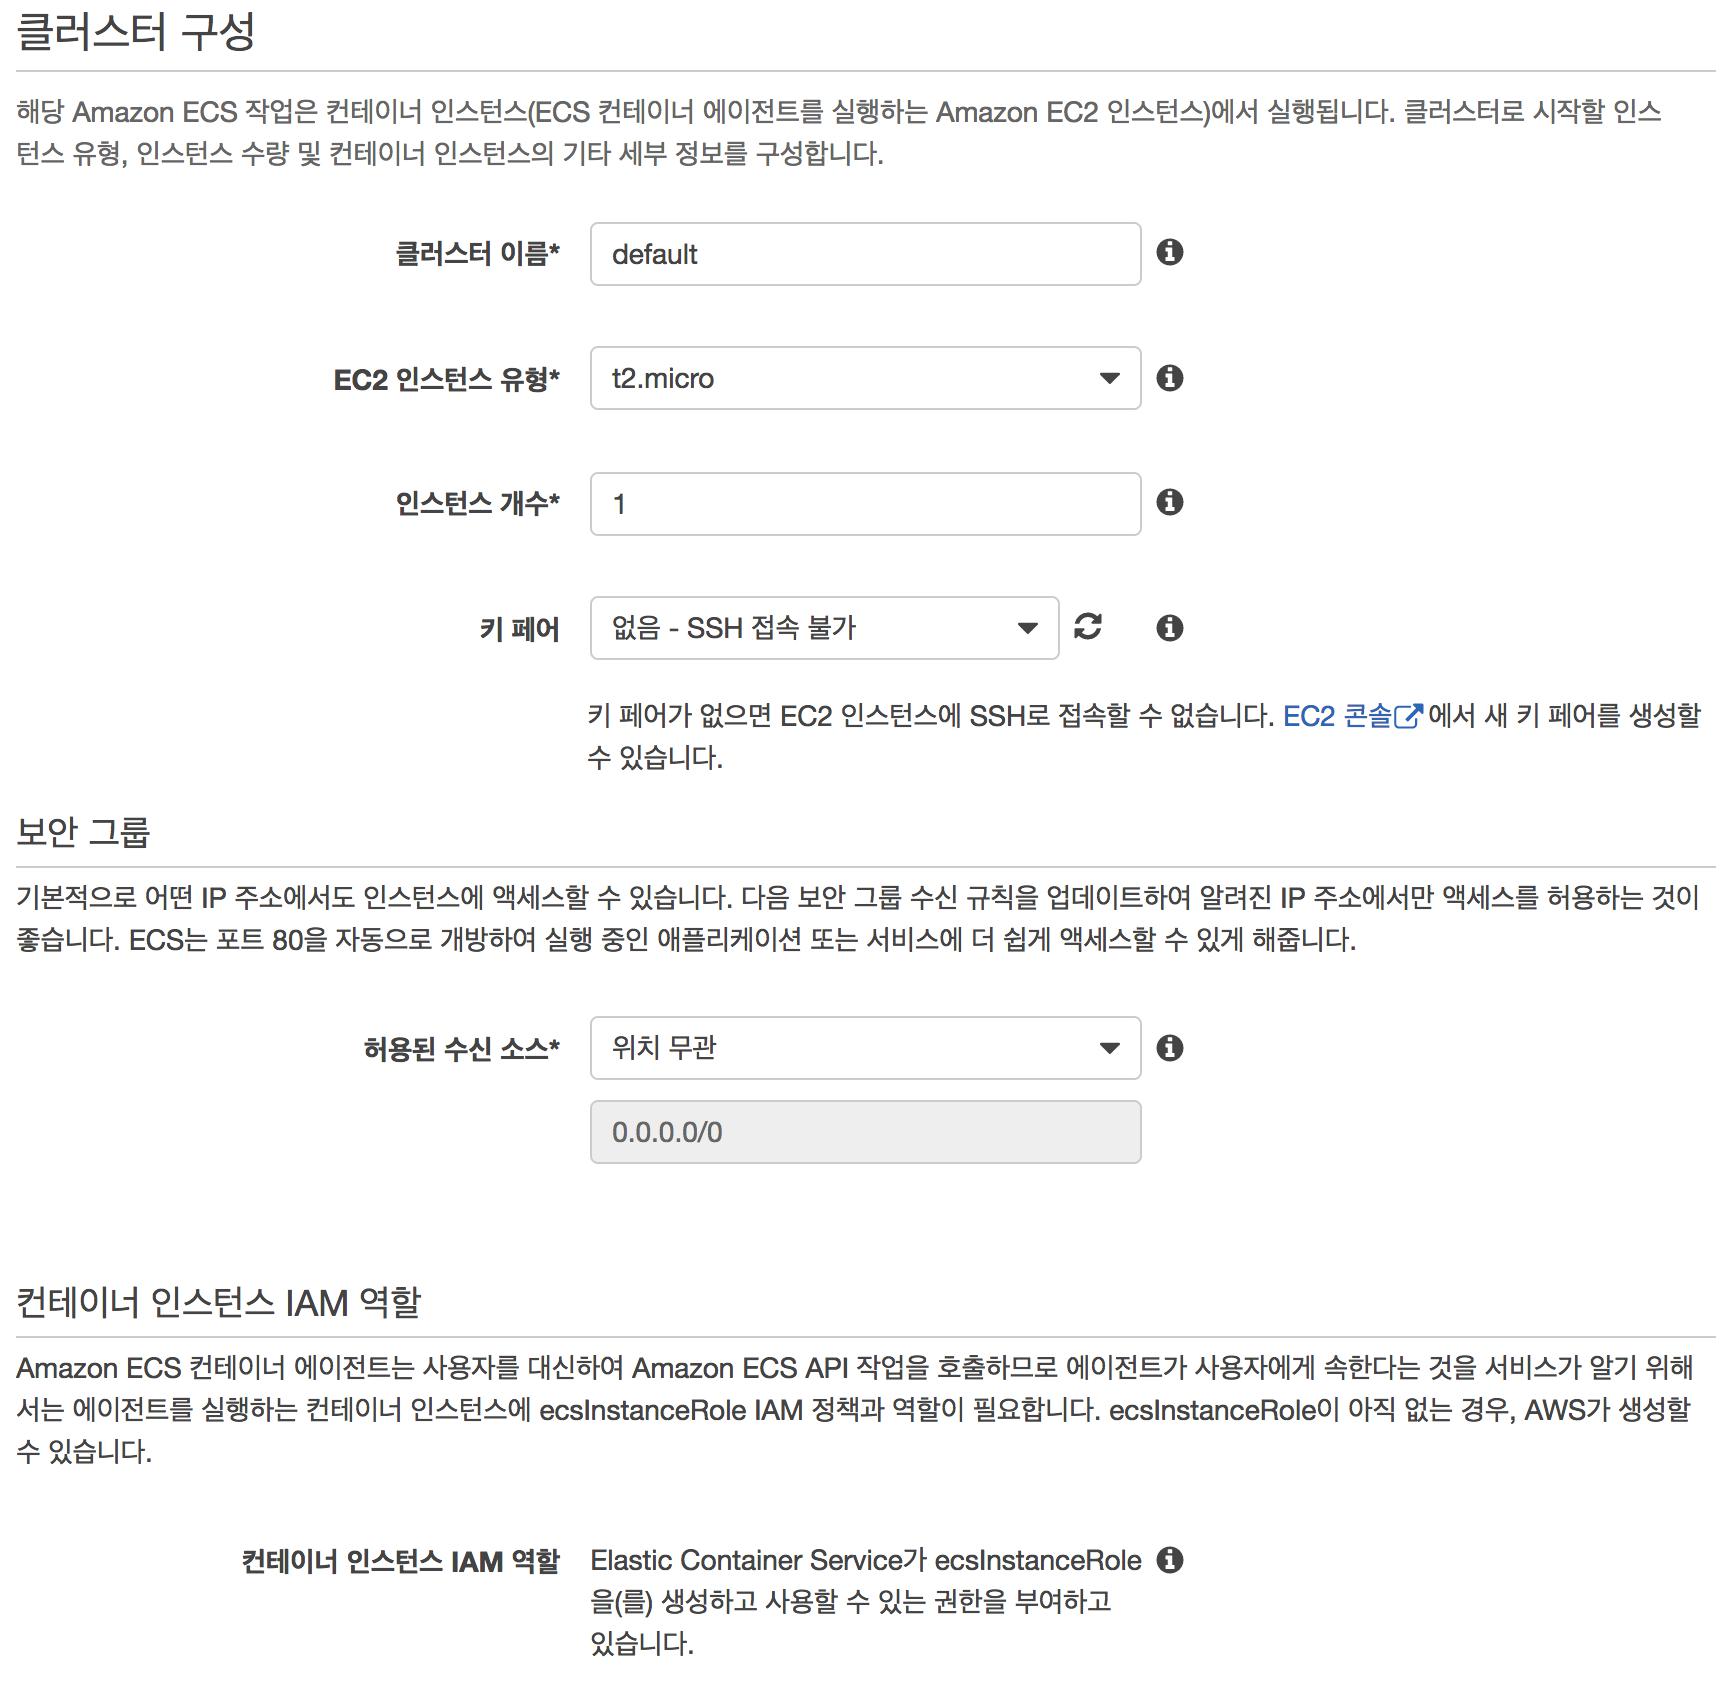 클러스터 구성
해당 Amazon ECS 작업은 컨테이너 인스턴스(ECS 컨테이너 에이전트를 실행하는 Amazon EC2 인스턴스)에서 실행됩니다. 클러스터로 시작할 인스
턴스 유형, 인스턴스 수량 및 컨테이너 인스턴스의 기타 세부 정보를 구성합니다.
클러스터 이름* default
EC2 인스턴스 유형* t2.micro
인스턴스 개수* 1
키 페어 없음 - SSH 접속 불가
키 페어가 없으면 EC2 인스턴스에 SSH로 접속할 수 없습니다. EC2 콘솔에서 새 키 페어를 생성할
수 있습니다.
보안 그룹
기본적으로 어떤 IP 주소에서도 인스턴스에 액세스할 수 있습니다. 다음 보안 그룹 수신 규칙을 업데이트하여 알려진 IP 주소에서만 액세스를 허용하는 것이
좋습니다. ECS는 포트 80을 자동으로 개방하여 실행 중인 애플리케이션 또는 서비스에 더 쉽게 액세스할 수 있게 해줍니다.
허용된 수신 소스* 위치 무관
0.0.0.0/0
컨테이너 인스턴스 IAM 역할
Amazon ECS 컨테이너 에이전트는 사용자를 대신하여 Amazon ECS API 작업을 호출하므로 에이전트가 사용자에게 속한다는 것을 서비스가 알기 위해
서는 에이전트를 실행하는 컨테이너 인스턴스에 ecsInstanceRole IAM 정책과 역할이 필요합니다. ecsInstanceRole이 아직 없는 경우, AWS가 생성할
수 있습니다.
컨테이너 인스턴스 IAM 역할 Elastic Container Service가 ecsInstanceRole
을(를) 생성하고 사용할 수 있는 권한을 부여하고
있습니다.